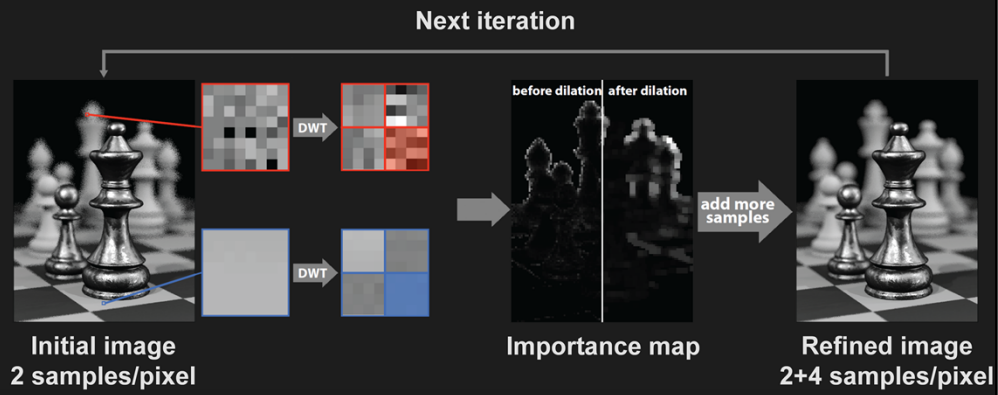 Next iteration
DWT
before dilation
after dilation
add more
samples
DWT
Initial image
2 samples/pixel
Importance map
Refined image
2+4 samples/pixel